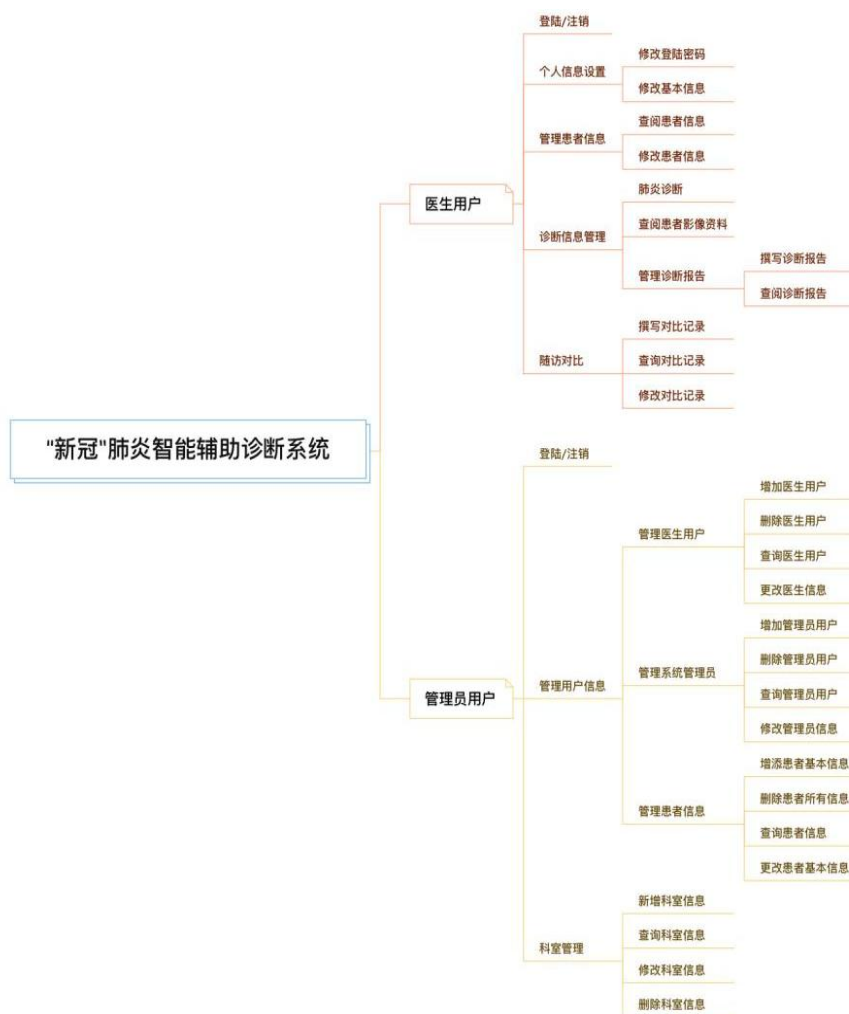 登陆/注销
修改登陆密码
个人信息设置
修改基本信息
查阅患者信息
管理患者信息
修改患者信息
肺炎诊断
医生用户
查阅患者影像资料
诊断信息管理
撰写诊断报告
管理诊断报告
查阅诊断报告
撰写对比记录
随访对比
查询对比记录
修改对比记录
"新冠"肺炎智能辅助诊断系统
登陆/注销
增加医生用户
删除医生用户
管理医生用户
查询医生用户
更改医生信息
增加管理员用户
删除管理员用户
管理系统管理员
查询管理员用户
管理员用户
管理用户信息
修改管理员信息
增添患者基本信息
删除患者所有信息
管理患者信息
查询患者信息
更改患者基本信息
新增科室信息
查询科室信息
科室管理
修改科室信息
删除科室信息